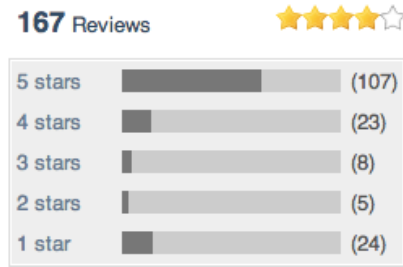 167 Reviews
5 stars (107)
4 stars (23)
3 stars (8)
2 stars (5)
1 star (24)